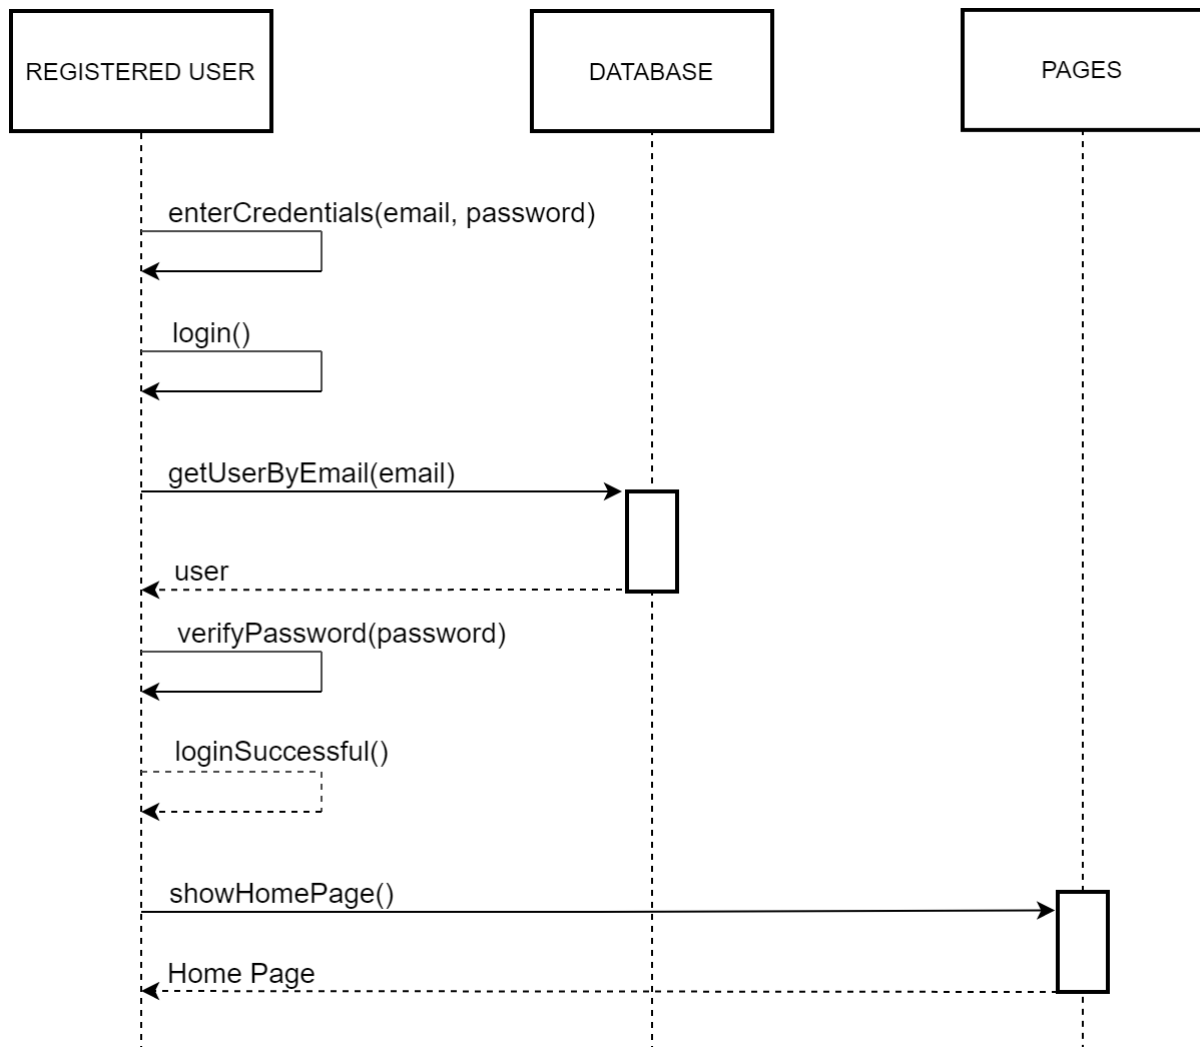 REGISTERED USER
DATABASE
PAGES
enterCredentials(email, password)
login()
getUserByEmail(email)
user
verifyPassword(password)
loginSuccessful()
showHomePage()
Home Page